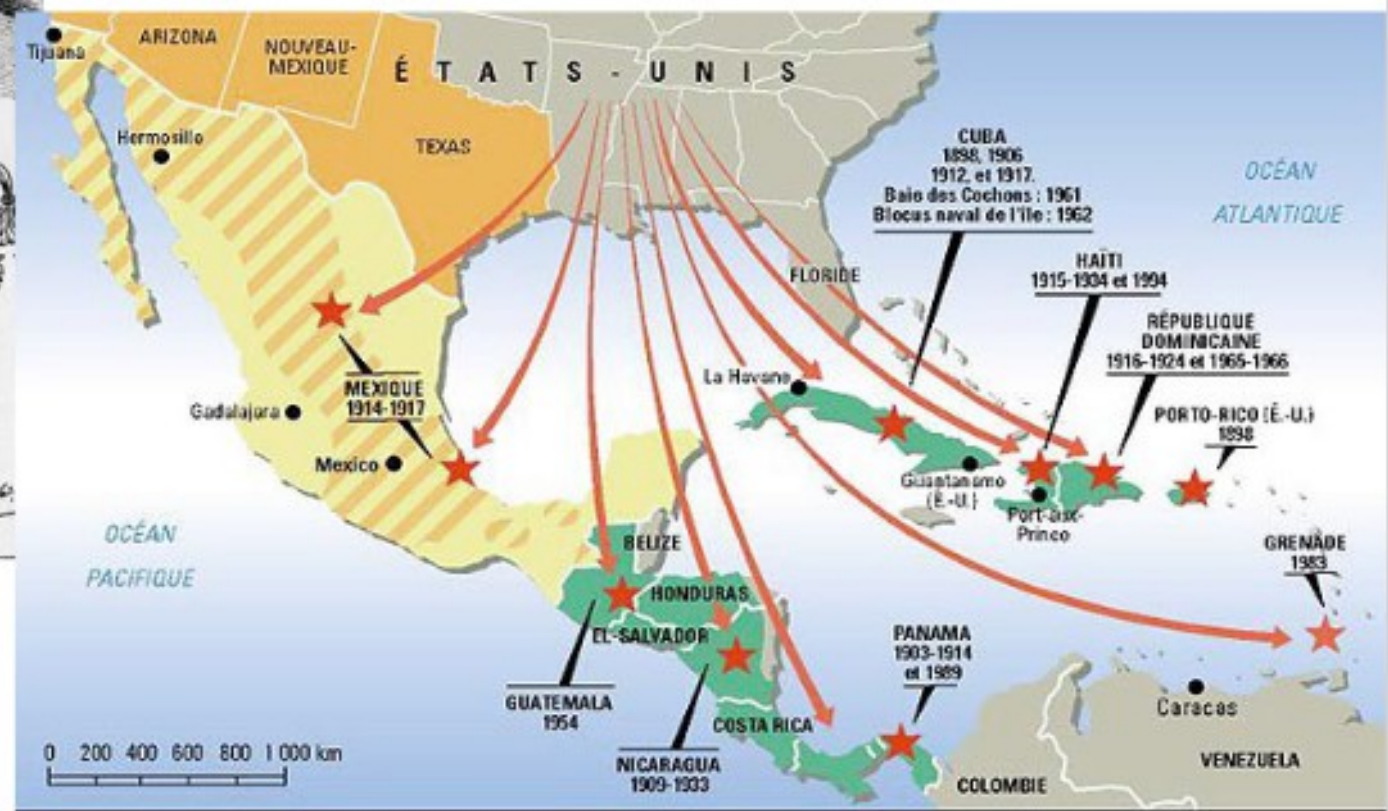 Tijuana
ARIZONA
NOUVEAU-
MEXIQUE
ÉTATS-UNIS
Hermosillo
TEXAS
CUBA
1898, 1906
1912, et 1917.
Baie des Cochons : 1961
Blocus naval de l'île : 1962
OCÉAN
ATLANTIQUE
FLORIDE
HAÏTI
1915-1934 et 1994
RÉPUBLIQUE
DOMINICAINE
1916-1924 et 1965-1966
La Havane
MEXIQUE
1914-1917
Gadalajara
PORTO-RICO (É.-U.)
1898
Mexico
Guantanamo
(É.-U.)
Port-aux-
Prince
OCÉAN
PACIFIQUE
BELIZE
GRENADE
1983
HONDURAS
EL-SALVADOR
PANAMA
1903-1914
et 1989
GUATEMALA
1954
COSTA RICA
Caracas
NICARAGUA
1909-1933
VENEZUELA
COLOMBIE
0 200 400 600 800 1 000 km